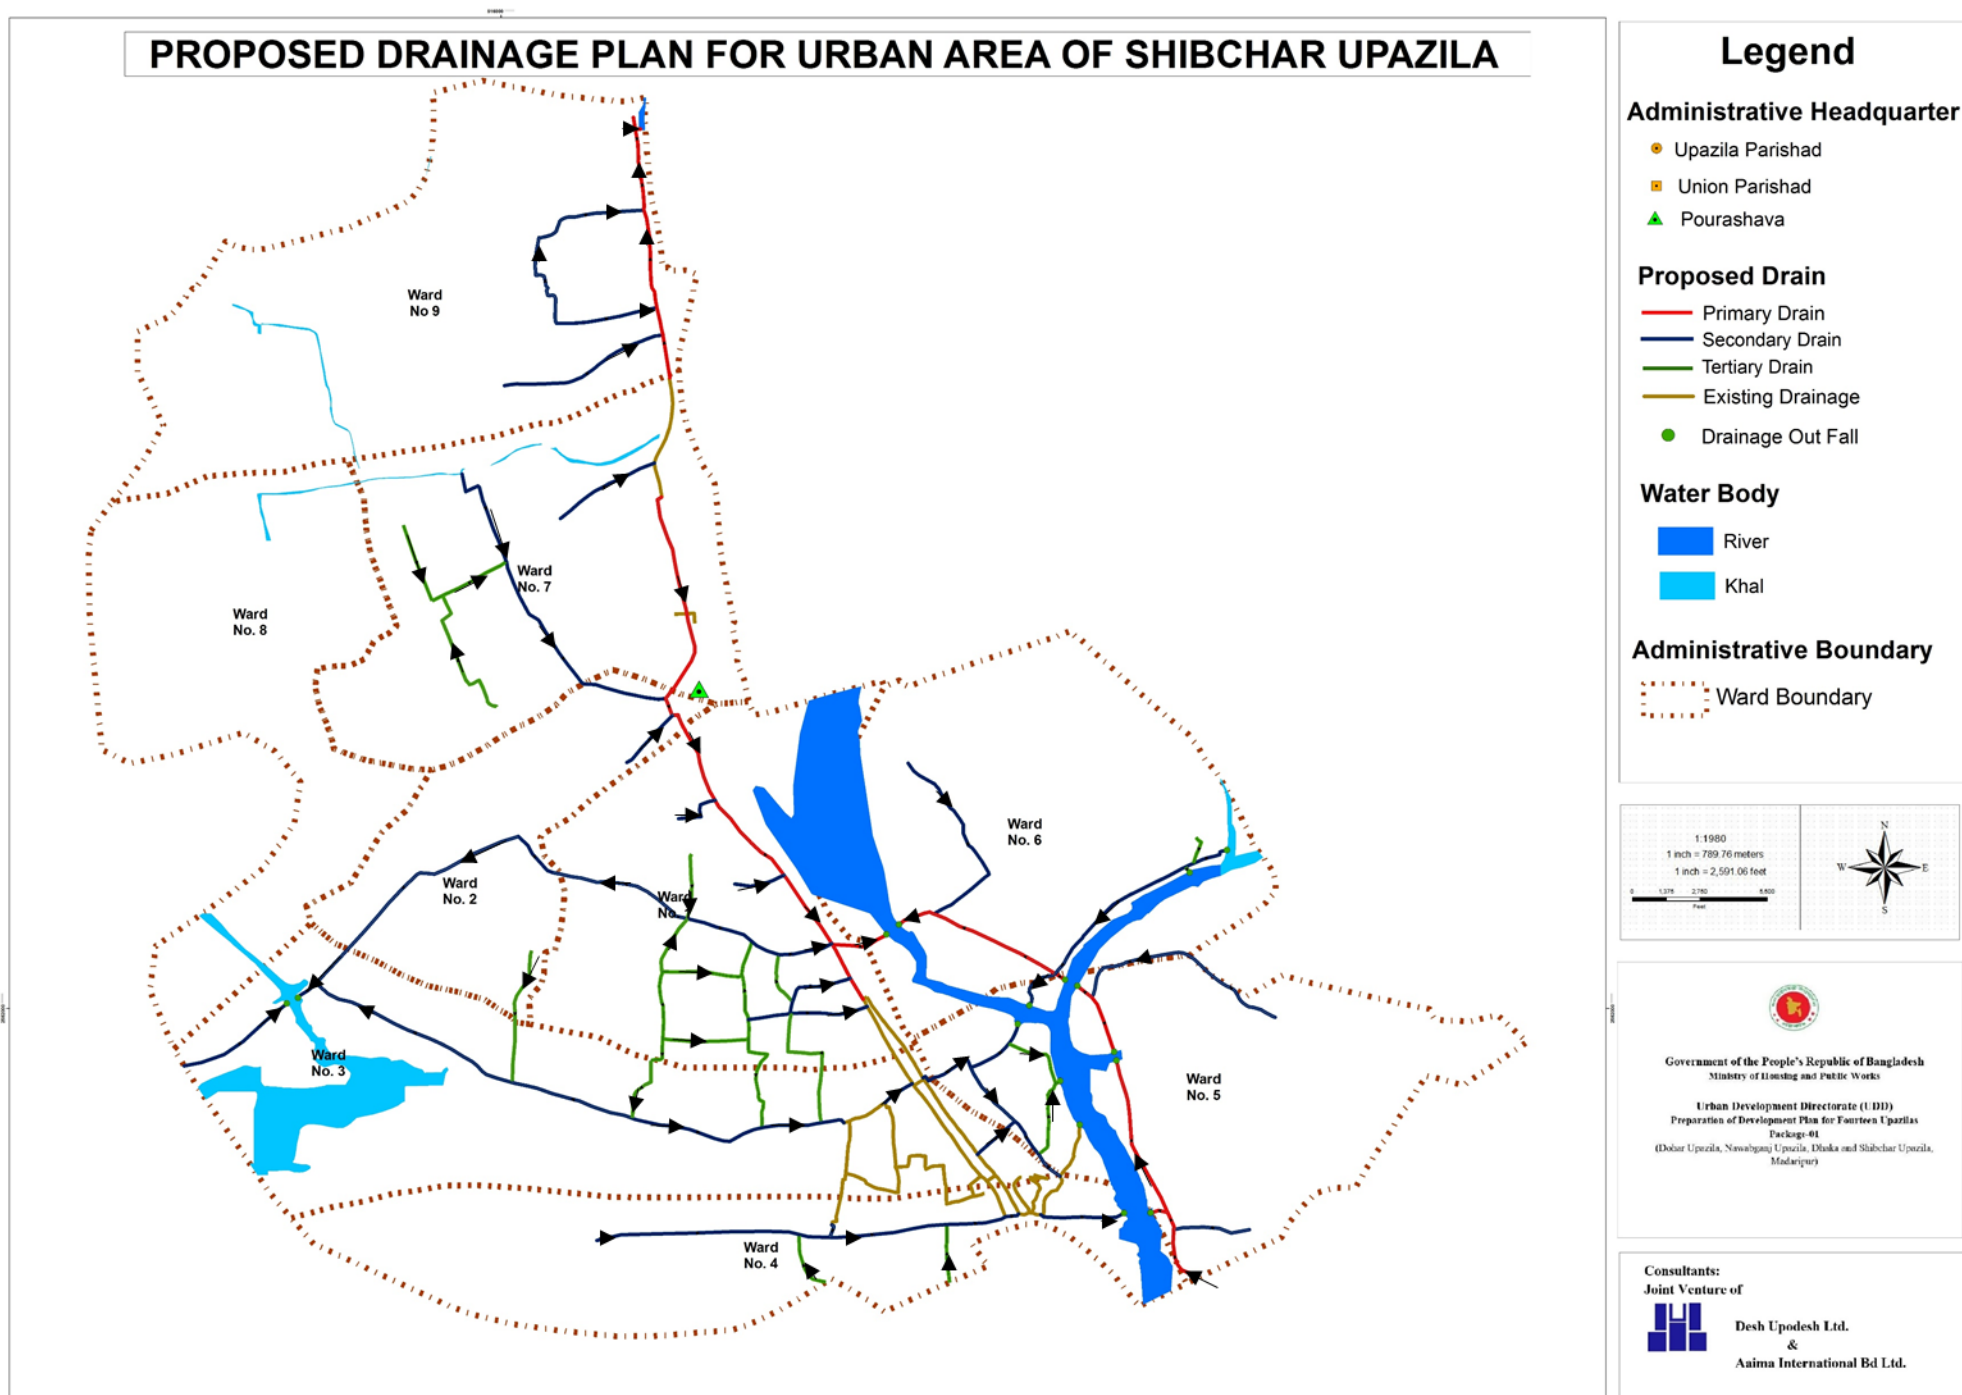 PROPOSED DRAINAGE PLAN FOR URBAN AREA OF SHIBCHAR UPAZILA
Ward
No 9
Ward
No. 7
Ward
No. 8
Ward
No. 6
Ward
No. 2
Ward
Ward
No. 3
Ward
No. 5
Ward
No. 4
Legend
Administrative Headquarter
Upazila Parishad
Union Parishad
Pourashava
Proposed Drain
Primary Drain
Secondary Drain
Tertiary Drain
Existing Drainage
Drainage Out Fall
Water Body
River
Khal
Administrative Boundary
Ward Boundary
1:1980
1 inch = 789.76 meters
1 inch = 2,591.06 feet
Feet
N
W E
S
Government of the People's Republic of Bangladesh
Ministry of Housing and Public Works
Urban Development Directorate (UDD)
Preparation of Development Plan for Fourteen Upazilas
Package-01
(Dohar Upazila, Nawabganj Upazila, Dhaka and Shibchar Upazila,
Madaripur)
Consultants:
Joint Venture of
Desh Upodesh Ltd.
&
Aaima International Bd Ltd.